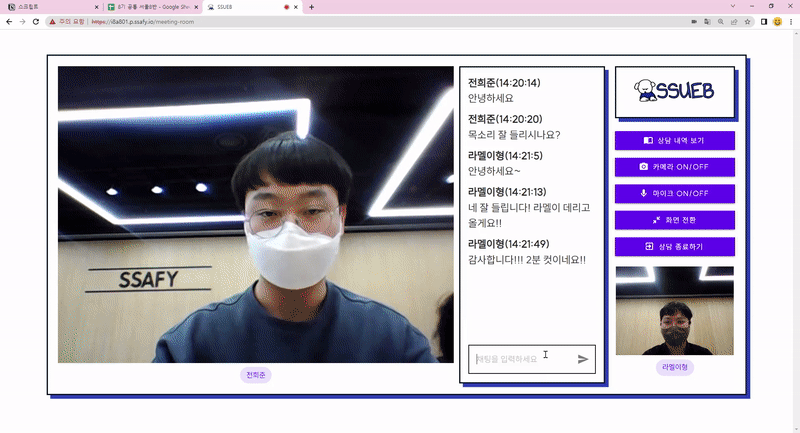 스크립트
8기 공통 서울8반 - Google Sh
SSUEB
주의 요함
https://i8a801.p.ssafy.io/meeting-room
SSAFY
전희준
전희준(14:20:14)
안녕하세요
전희준(14:20:20)
목소리 잘 들리시나요?
라멜이형(14:21:5)
안녕하세요~
라멜이형(14:21:13)
네 잘 들립니다! 라멜이 데리고
올게요!!
라멜이형(14:21:49)
감사합니다!!! 2분 컷이네요!!
채팅을 입력하세요
SSUEB
상담 내역 보기
카메라 ON/OFF
마이크 ON/OFF
화면 전환
상담 종료하기
라멜이형